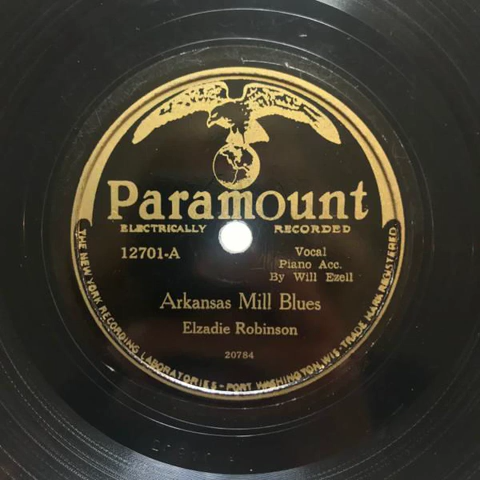 Paramount
ELECTRICALLY RECORDED
12701-A
Vocal
Piano Acc.
By Will Ezell
Arkansas Mill Blues
Elzadie Robinson
20784
THE NEW YORK RECORDING LABORATORIES - PORT WASHINGTON, WIS - TRADE MARK REGISTERED